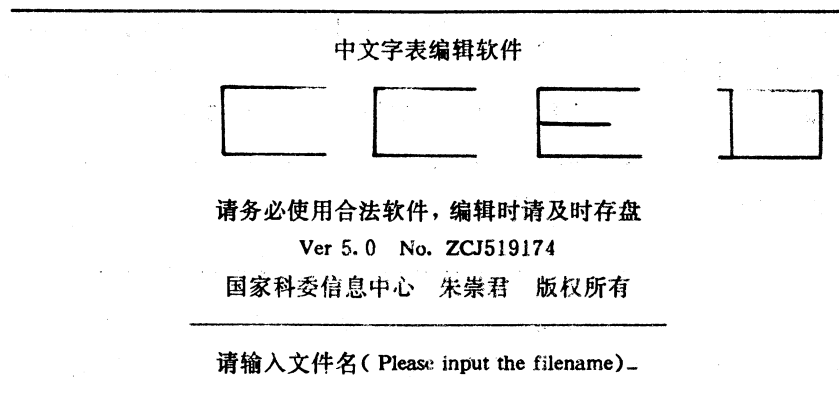 中文字表编辑软件
CCED
请务必使用合法软件，编辑时请及时存盘
Ver 5.0 No. ZCJ519174
国家科委信息中心 朱崇君 版权所有
请输入文件名( Please input the filename)_